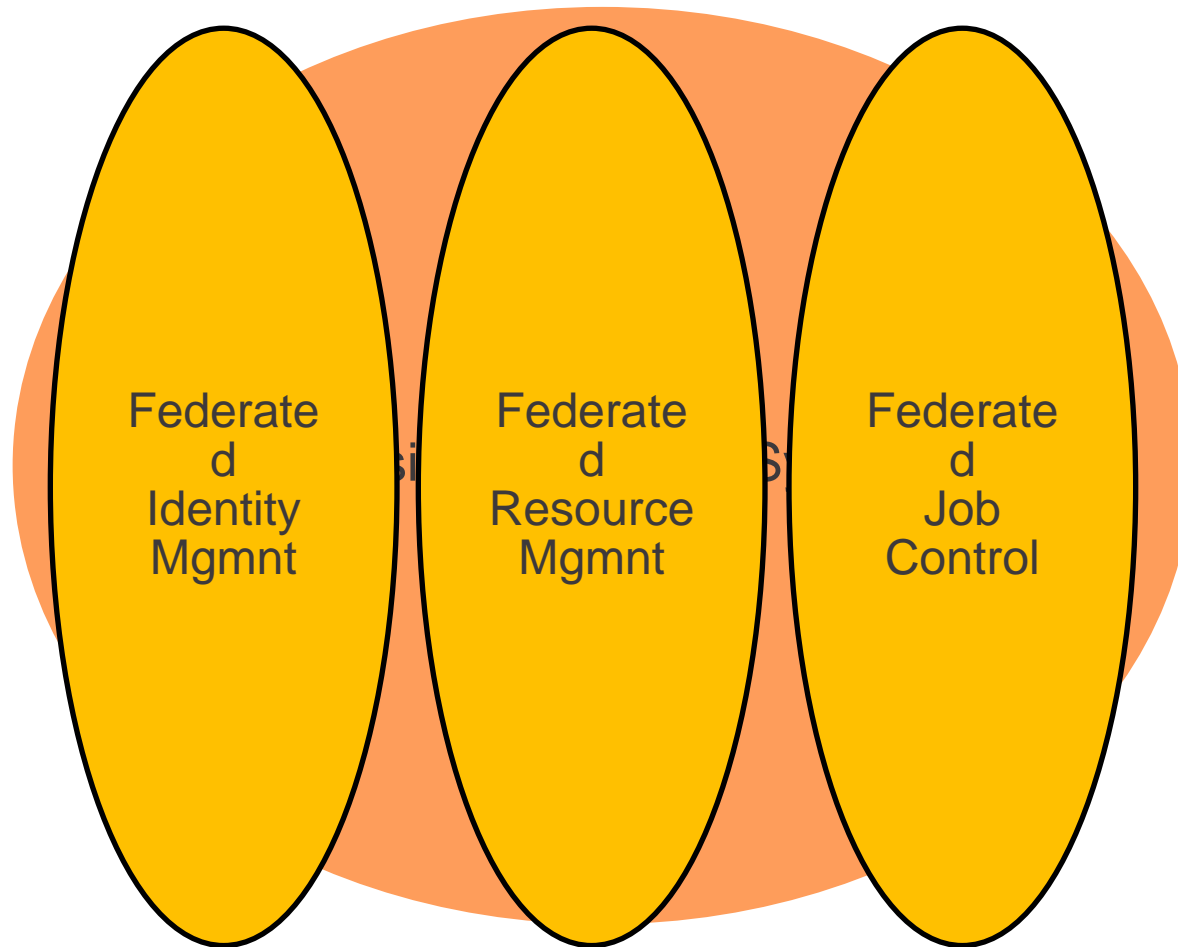 Federate
d
Identity
Mgmnt
Federate
d
Resource
Mgmnt
Federate
d
Job
Control